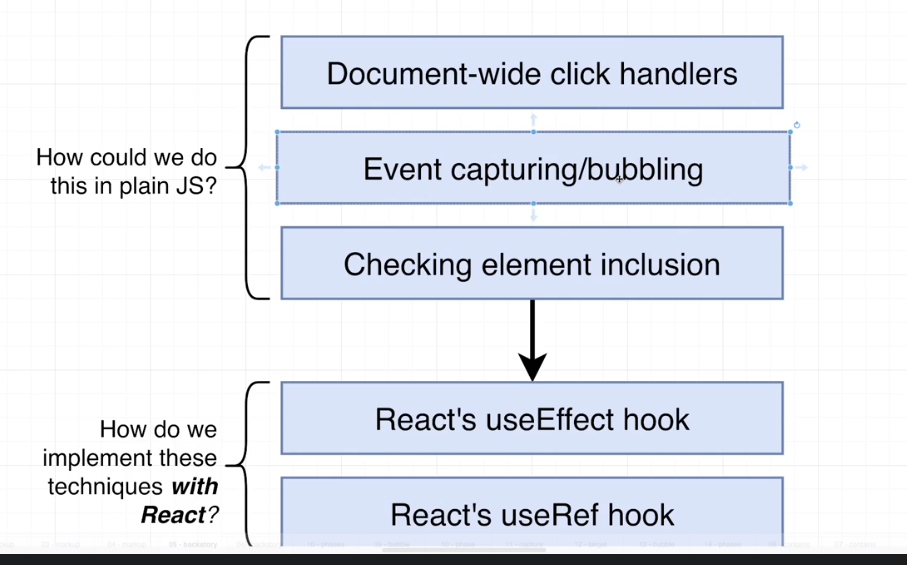 Document-wide click handlers
How could we do
this in plain JS?
Event capturing/bubbling
Checking element inclusion
How do we
implement these
techniques with
React?
React's useEffect hook
React's useRef hook